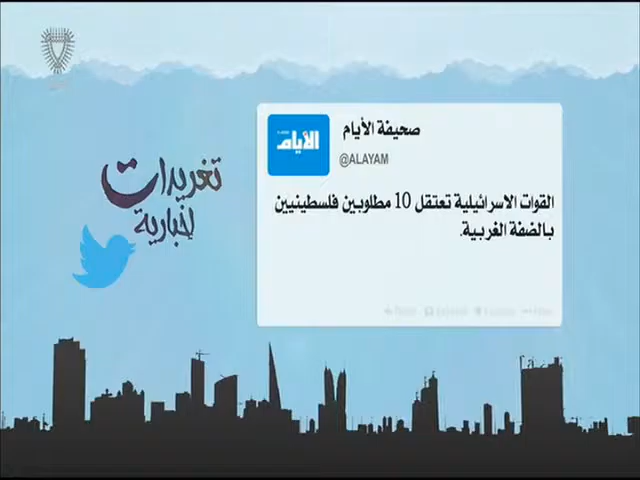 تغريدات
إخبارية
الأيام
صحيفة الأيام
@ALAYAM
القوات الاسرائيلية تعتقل 10 مطلوبين فلسطينيين
بالضفة الغربية.